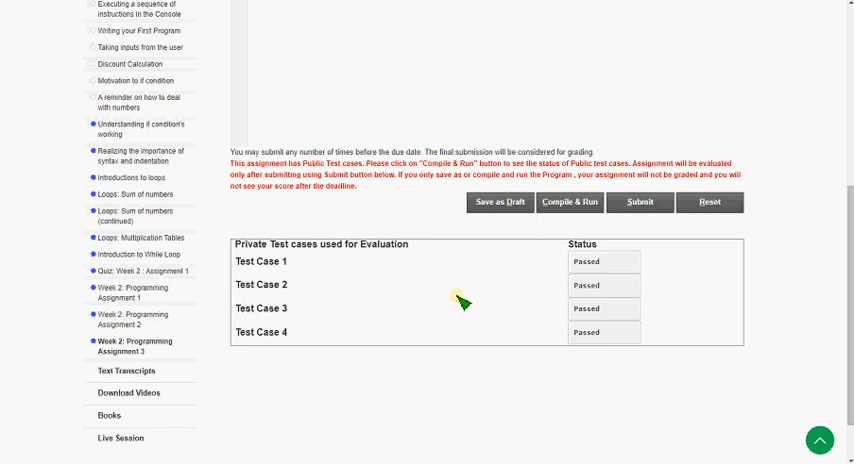 Executing a sequence of
instructions in the Console
Writing your First Program
Taking inputs from the user
Discount Calculation
Motivation to if condition
A reminder on how to deal
with numbers
Understanding if condition's
working
Realizing the importance of
syntax and indentation
Introductions to loops
Loops: Sum of numbers
Loops: Sum of numbers
(continued)
Loops: Multiplication Tables
Introduction to While Loop
Quiz: Week 2 : Assignment 1
Week 2: Programming
Assignment 1
Week 2: Programming
Assignment 2
Week 2: Programming
Assignment 3
Text Transcripts
Download Videos
Books
Live Session
You may submit any number of times before the due date. The final submission will be considered for grading.
This assignment has Public Test cases. Please click on "Compile & Run" button to see the status of Public test cases. Assignment will be evaluated
only after submitting using Submit button below. If you only save as or compile and run the Program , your assignment will not be graded and you will
not see your score after the deadline.
Save as Draft Compile & Run Submit Reset
Private Test cases used for Evaluation Status
Test Case 1 Passed
Test Case 2 Passed
Test Case 3 Passed
Test Case 4 Passed